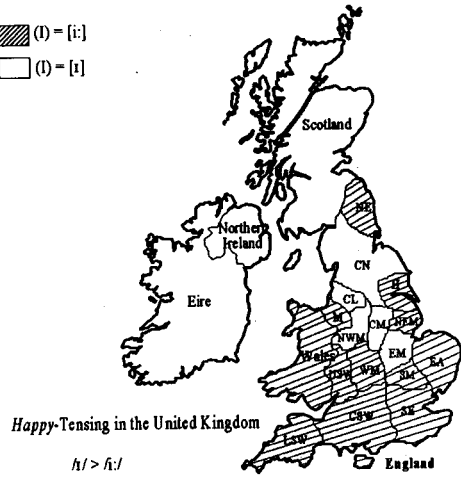 (I) = [i:]
(I) = [ɪ]
Scotland
NE
Northern
Ireland
CN
Eire
H
CL
M
CM
NEM
NWM
Wales
EM
EA
WM
SM
CSW
SE
LSW
Happy-Tensing in the United Kingdom
/ɪ/ > /i:/
England